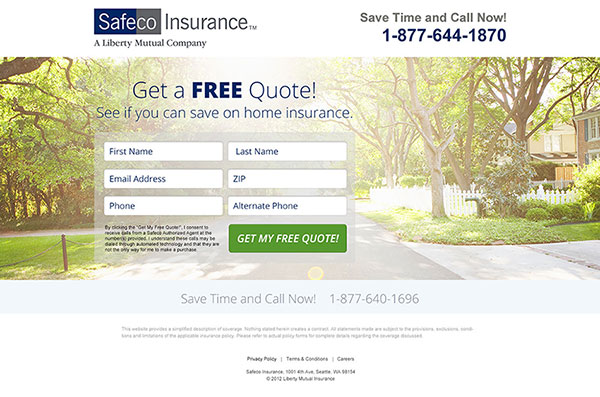 Safeco Insurance™
A Liberty Mutual Company
Save Time and Call Now!
1-877-644-1870
Get a FREE Quote!
See if you can save on home insurance.
First Name
Last Name
Email Address
ZIP
Phone
Alternate Phone
By clicking the "Get My Free Quote!", I consent to
receive calls from a Safeco Authorized Agent at the
number(s) provided. I understand these calls may be
dialed through automated technology and that they are
not the only way for me to make a purchase.
GET MY FREE QUOTE!
Save Time and Call Now! 1-877-640-1696
This website provides a simplified description of coverage. Nothing stated herein creates a contract. All statements made are subject to the provisions, exclusions, condi-
tions and limitations of the applicable insurance policy. Please refer to actual policy forms for complete details regarding the coverage discussed.
Privacy Policy | Terms & Conditions | Careers
Safeco Insurance, 1001 4th Ave, Seattle, WA 98154
© 2012 Liberty Mutual Insurance